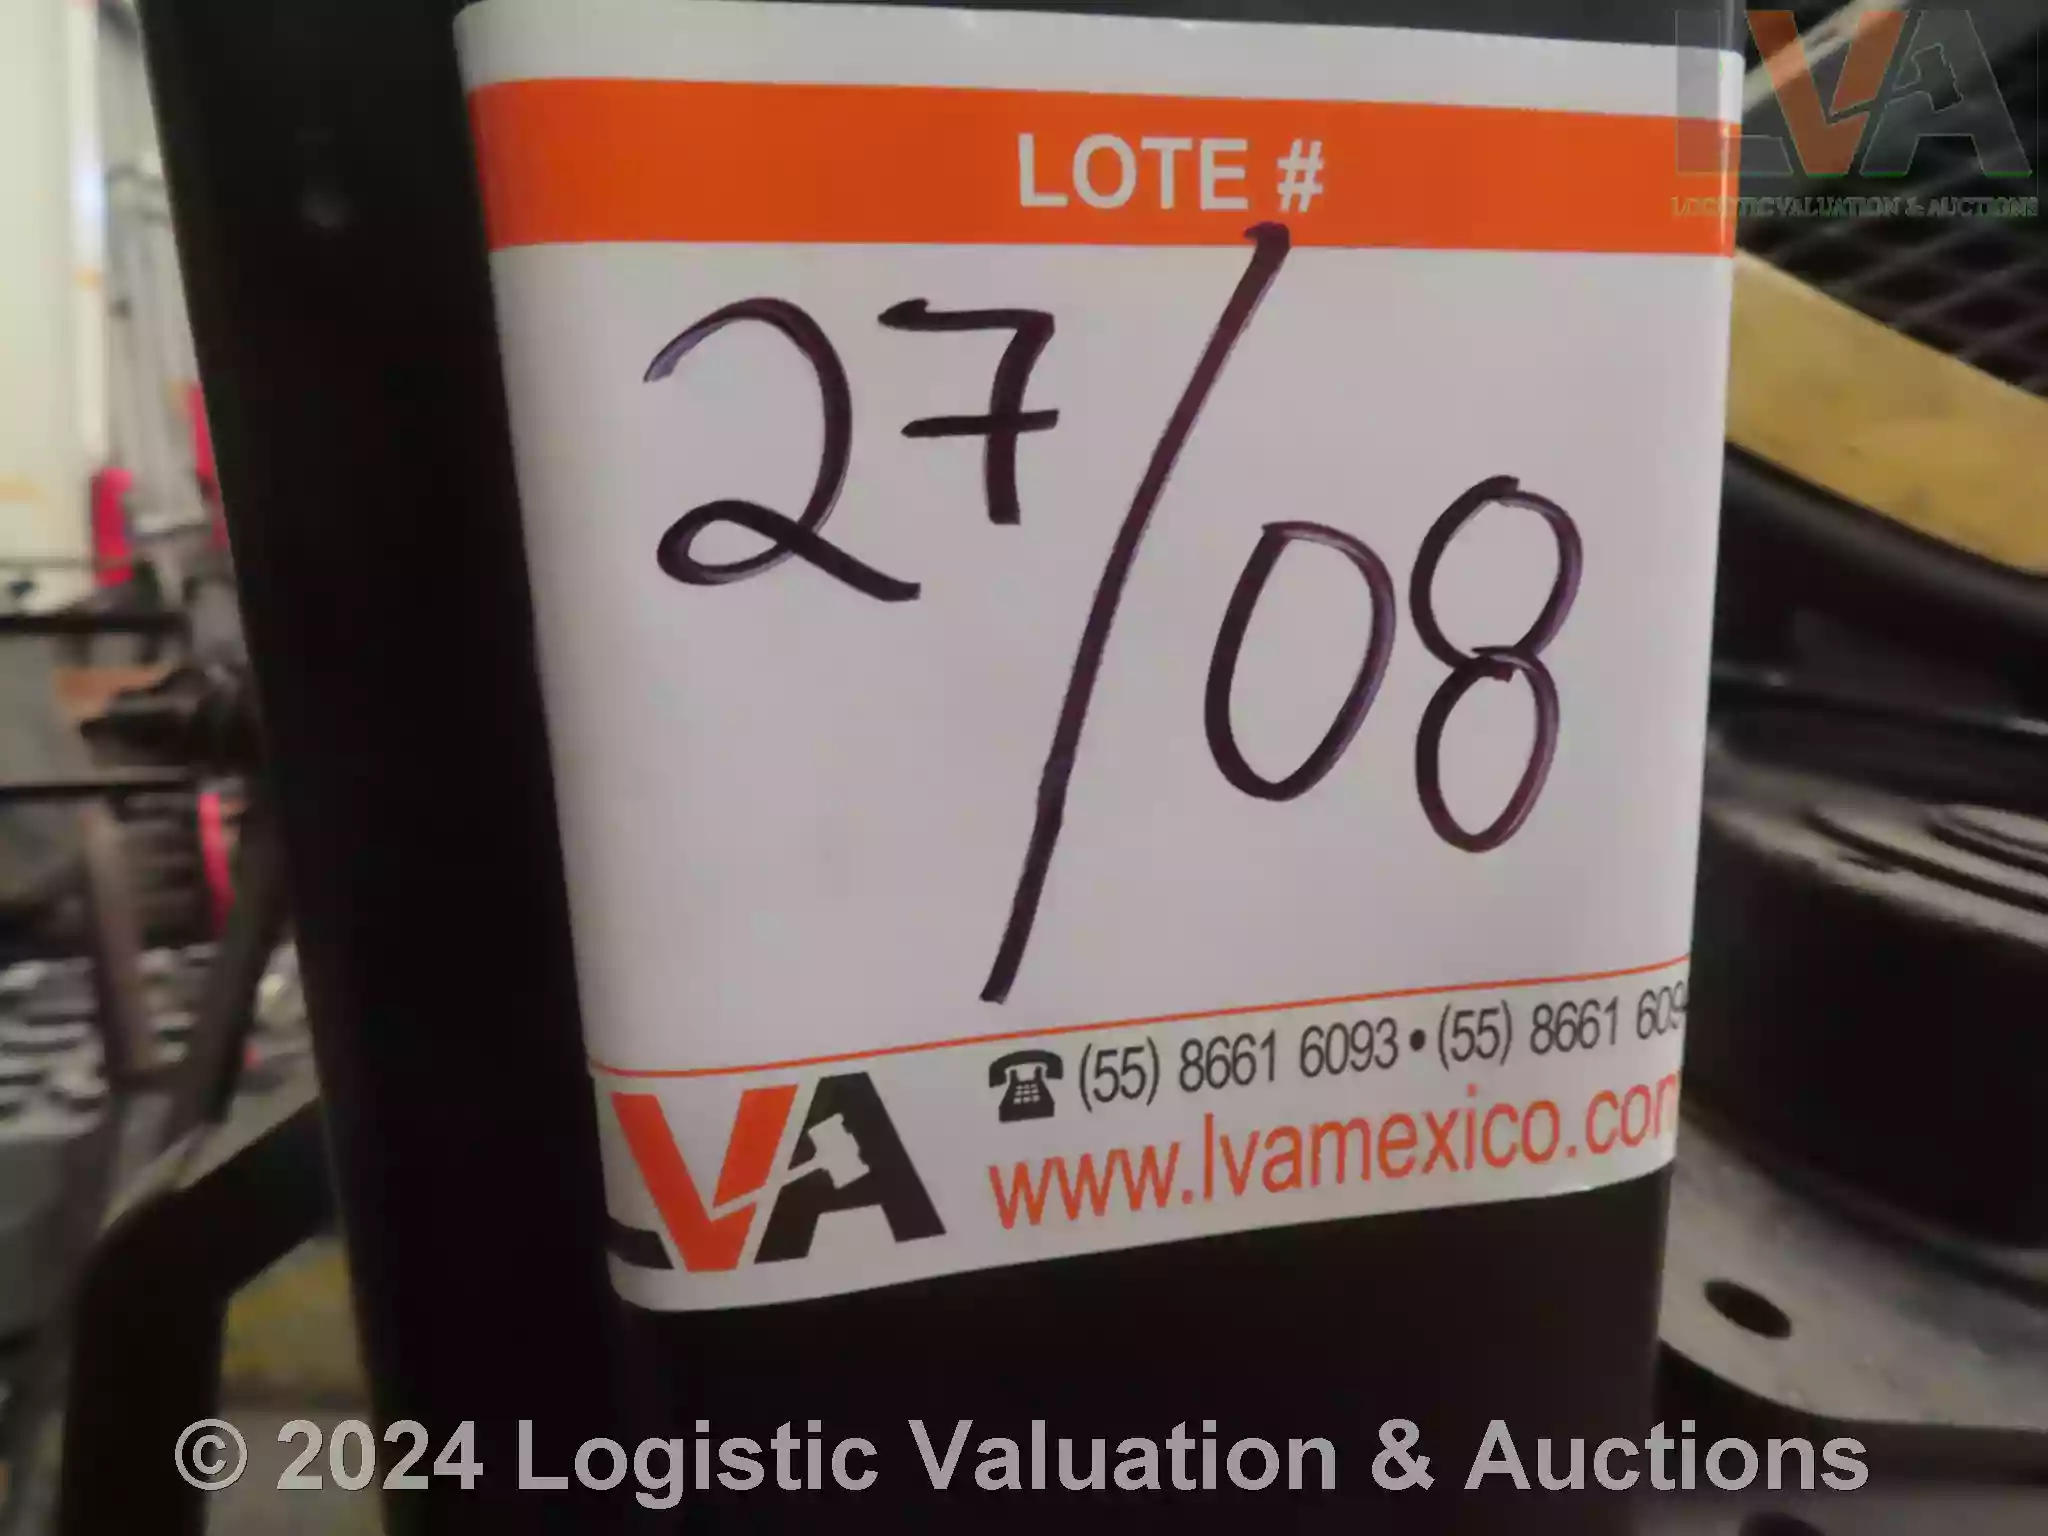 LVA
LOGISTIC VALUATION & AUCTIONS
LOTE #
27/08
(55) 8661 6093 • (55) 8661 609
LVA
www.lvamexico.com
© 2024 Logistic Valuation & Auctions